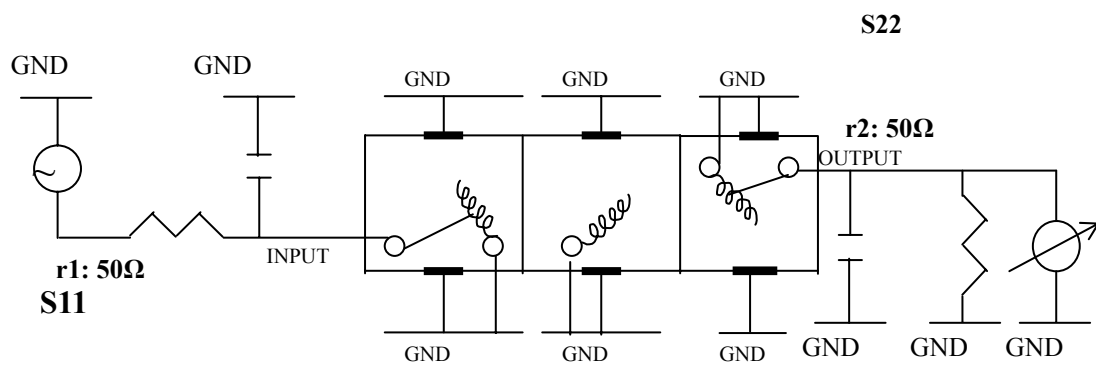 S22
GND
GND
GND
GND
GND
r2: 50Ω
OUTPUT
INPUT
r1: 50Ω
S11
GND
GND
GND
GND
GND
GND